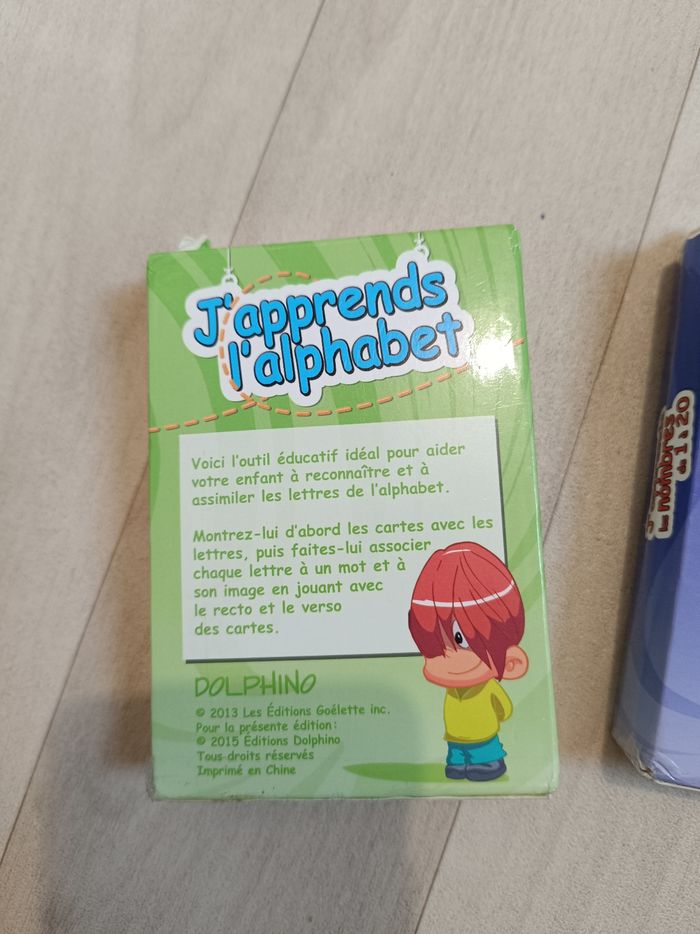 J'apprends
l'alphabet
Voici l'outil éducatif idéal pour aider
votre enfant à reconnaître et à
assimiler les lettres de l'alphabet.
Montrez-lui d'abord les cartes avec les
lettres, puis faites-lui associer
chaque lettre à un mot et à
son image en jouant avec
le recto et le verso
des cartes.
DOLPHINO
© 2013 Les Éditions Goélette inc.
Pour la présente édition:
© 2015 Éditions Dolphino
Tous droits réservés
Imprimé en Chine
les nombres
de 1 à 20